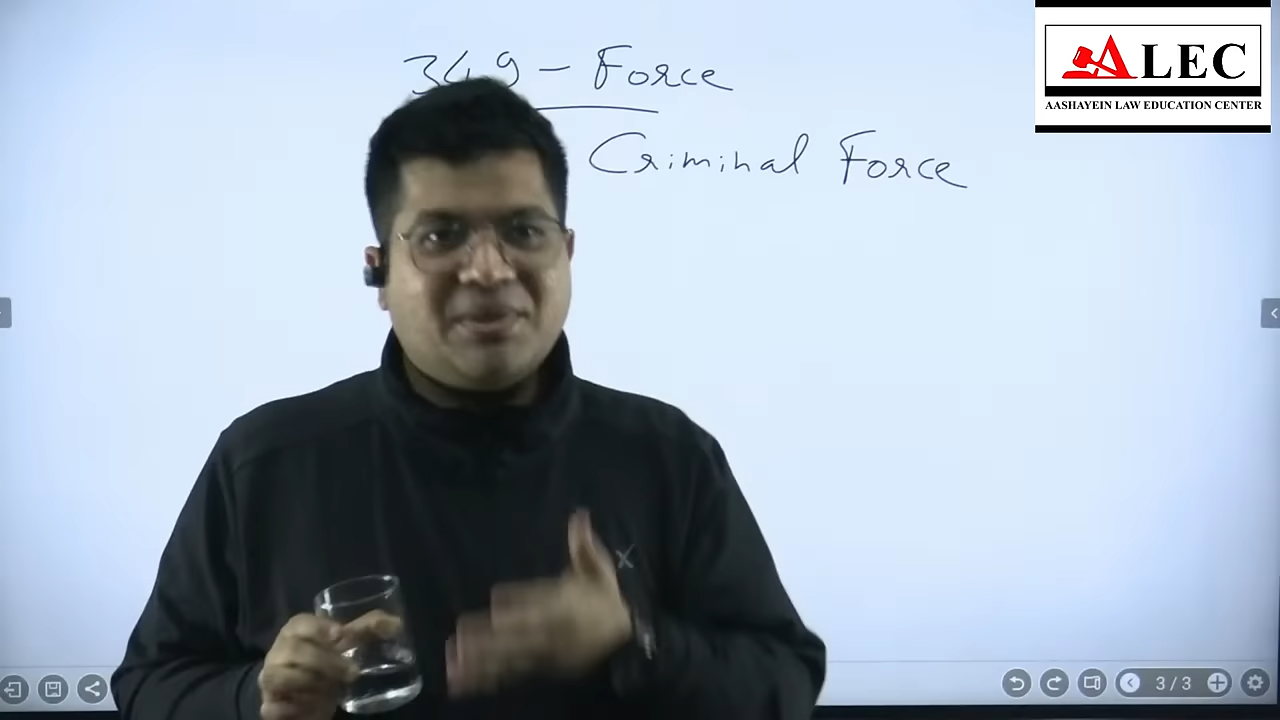 349 - Force
Criminal Force
ALEC
AASHAYEIN LAW EDUCATION CENTER
X
3/3